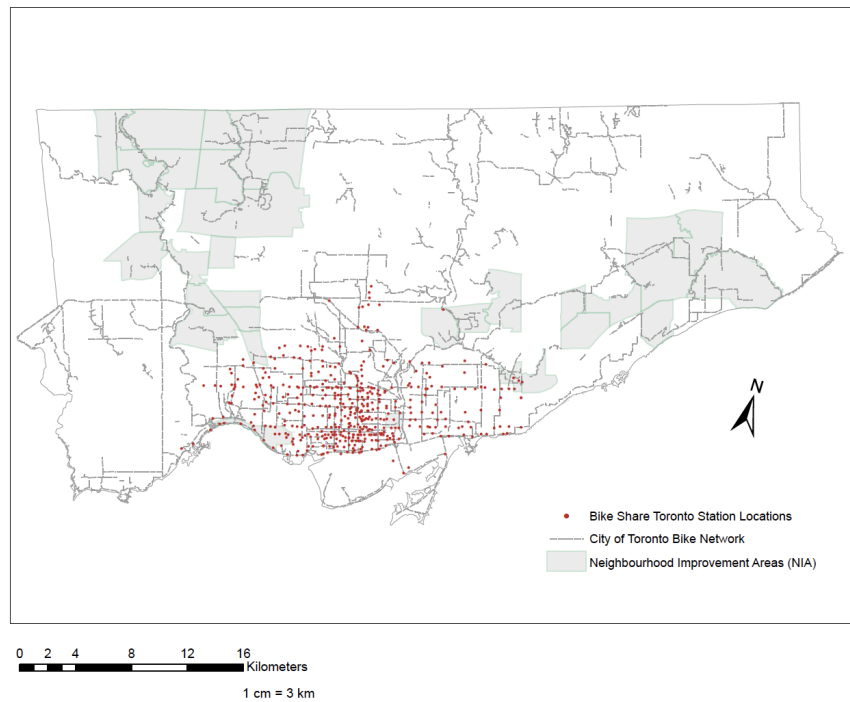 N
Bike Share Toronto Station Locations
City of Toronto Bike Network
Neighbourhood Improvement Areas (NIA)
0 2 4 8 12 16
Kilometers
1 cm = 3 km